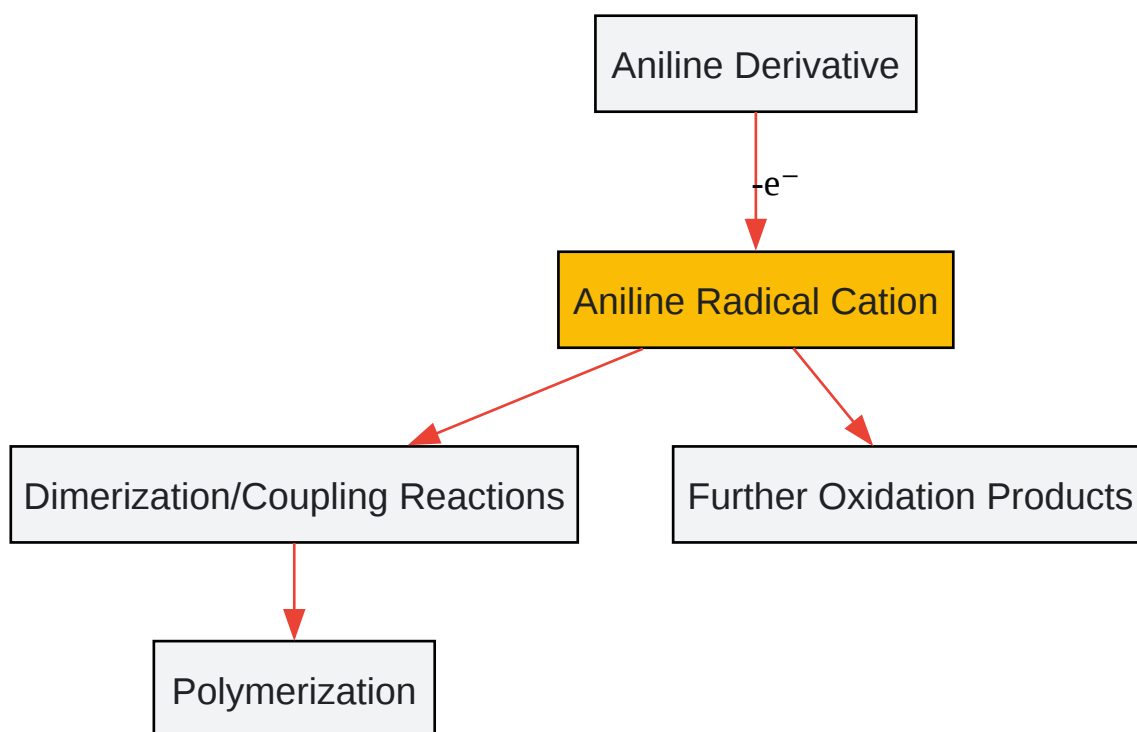 Aniline Derivative
-e⁻
Aniline Radical Cation
Dimerization/Coupling Reactions
Further Oxidation Products
Polymerization